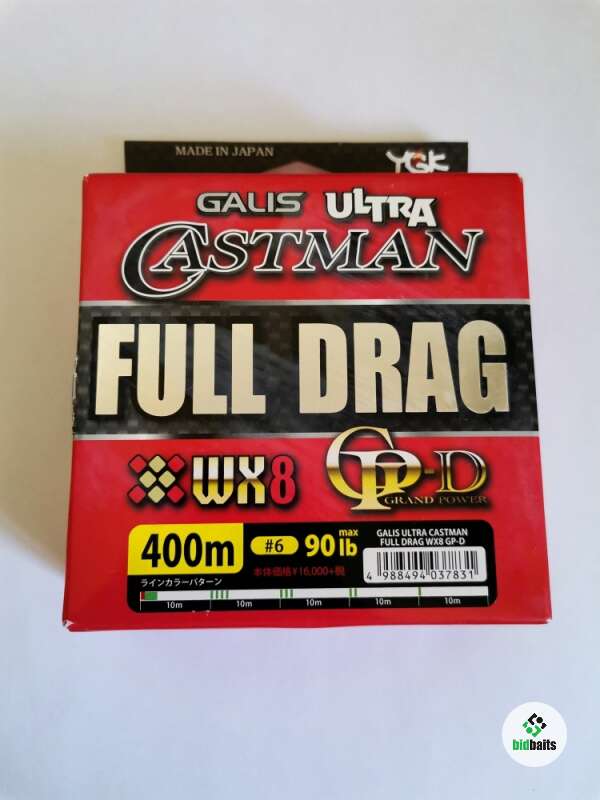 MADE IN JAPAN
YGK
GALIS ULTRA
CASTMAN
FULL DRAG
WX8
GP-D
GRAND POWER
400m
#6
max
90 lb
本体価格¥16,000+税
GALIS ULTRA CASTMAN
FULL DRAG WX8 GP-D
4 988494 037831
ラインカラーパターン
10m 10m 10m 10m 10m
bidbaits